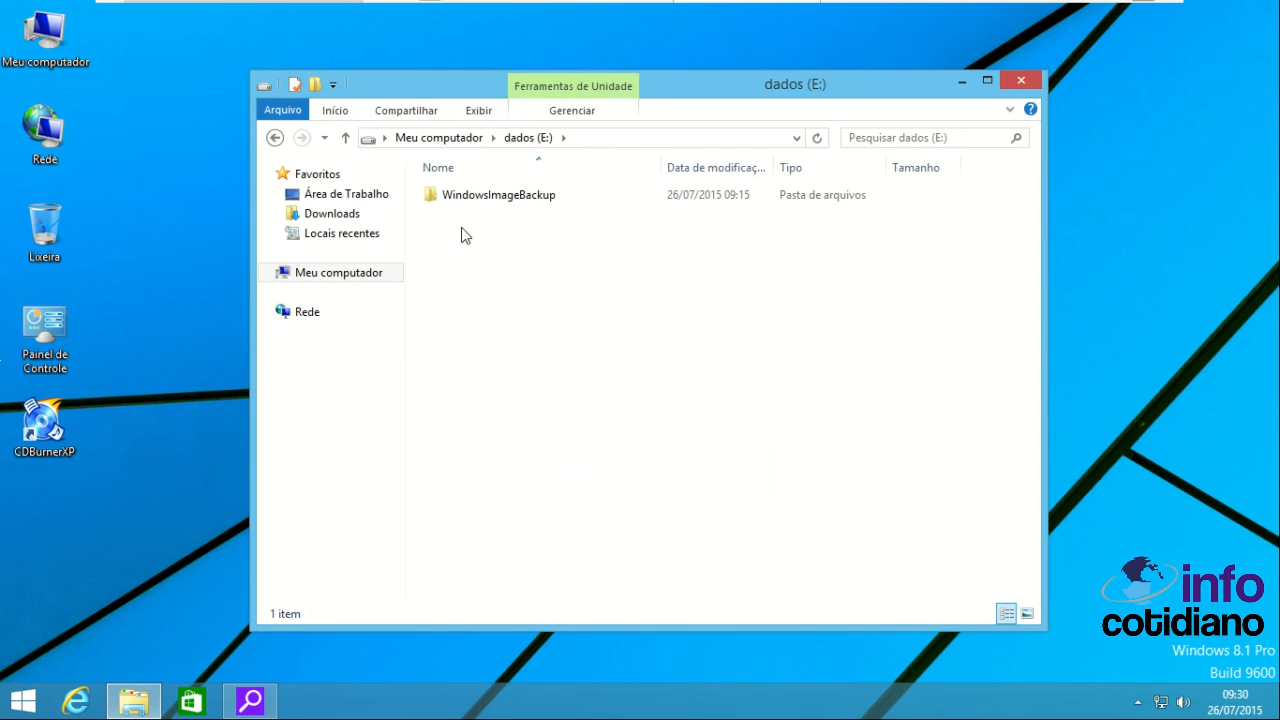 Meu computador
Rede
Lixeira
Painel de
Controle
CDBurnerXP
Ferramentas de Unidade
dados (E:)
Arquivo
Início
Compartilhar
Exibir
Gerenciar
Meu computador
dados (E:)
Pesquisar dados (E:)
Favoritos
Área de Trabalho
Downloads
Locais recentes
Meu computador
Rede
Nome
Data de modificaç...
Tipo
Tamanho
WindowsImageBackup
26/07/2015 09:15
Pasta de arquivos
1 item
info
cotidiano
Windows 8.1 Pro
Build 9600
09:30
26/07/2015